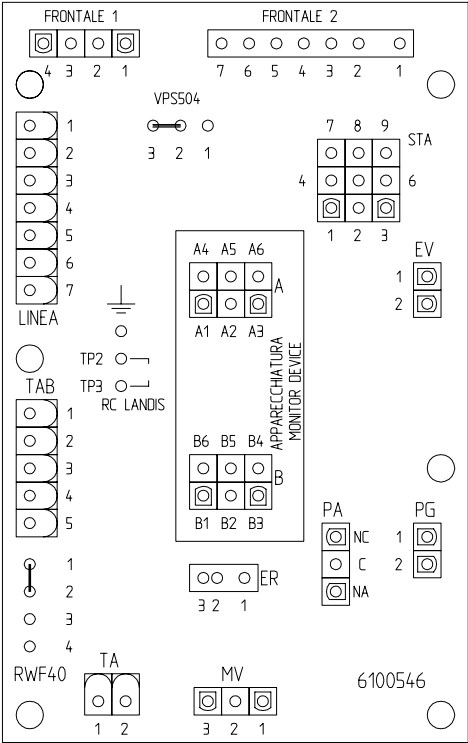 FRONTALE 1 FRONTALE 2
4 3 2 1 7 6 5 4 3 2 1
VPS504
3 2 1
1
2
3
4
5
6
7
LINEA
7 8 9
STA
4 6
1 2 3
EV
1
2
A4 A5 A6
A
A1 A2 A3
APPARECCHIATURA
MONITOR DEVICE
B6 B5 B4
B
B1 B2 B3
TP2
TP3
RC LANDIS
TAB
1
2
3
4
5
PA
NC
C
NA
PG
1
2
ER
3 2 1
1
2
3
4
RWF40
TA
1 2
MV
3 2 1
6100546